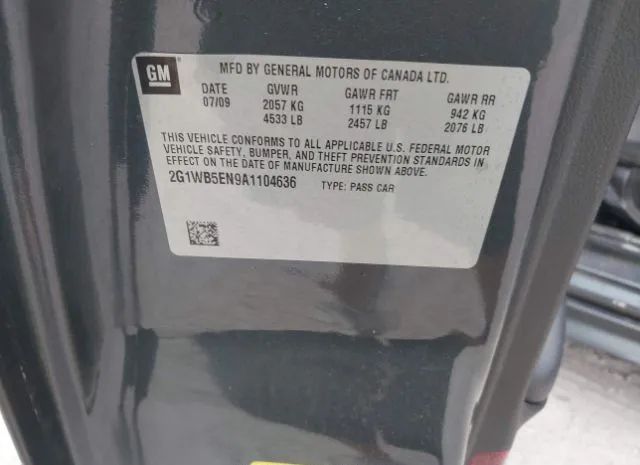 GM
MFD BY GENERAL MOTORS OF CANADA LTD.
DATE GVWR GAWR FRT GAWR RR
07/09 2057 KG 1115 KG 942 KG
4533 LB 2457 LB 2076 LB
THIS VEHICLE CONFORMS TO ALL APPLICABLE U.S. FEDERAL MOTOR
VEHICLE SAFETY, BUMPER, AND THEFT PREVENTION STANDARDS IN
EFFECT ON THE DATE OF MANUFACTURE SHOWN ABOVE.
2G1WB5EN9A1104636 TYPE: PASS CAR